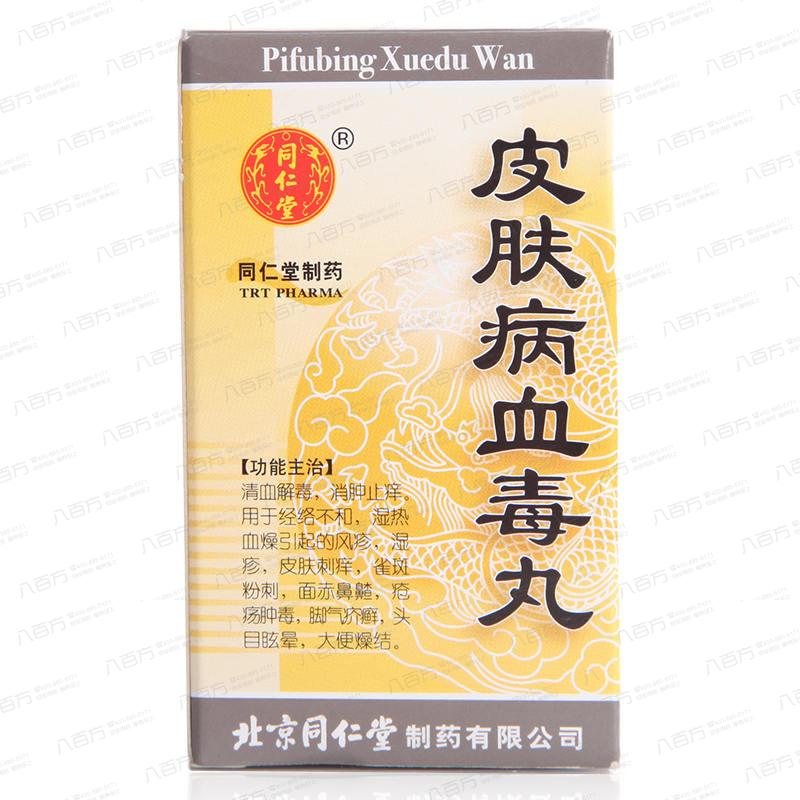 Pifubing Xuedu Wan
同仁堂
®
同仁堂制药
TRT PHARMA
皮肤病血毒丸
【功能主治】
清血解毒，消肿止痒。
用于经络不和，湿热
血燥引起的风疹，湿
疹，皮肤刺痒，雀斑
粉刺，面赤鼻齄，疮
疡肿毒，脚气疥癣，头
目眩晕，大便燥结。
北京同仁堂制药有限公司
八百方